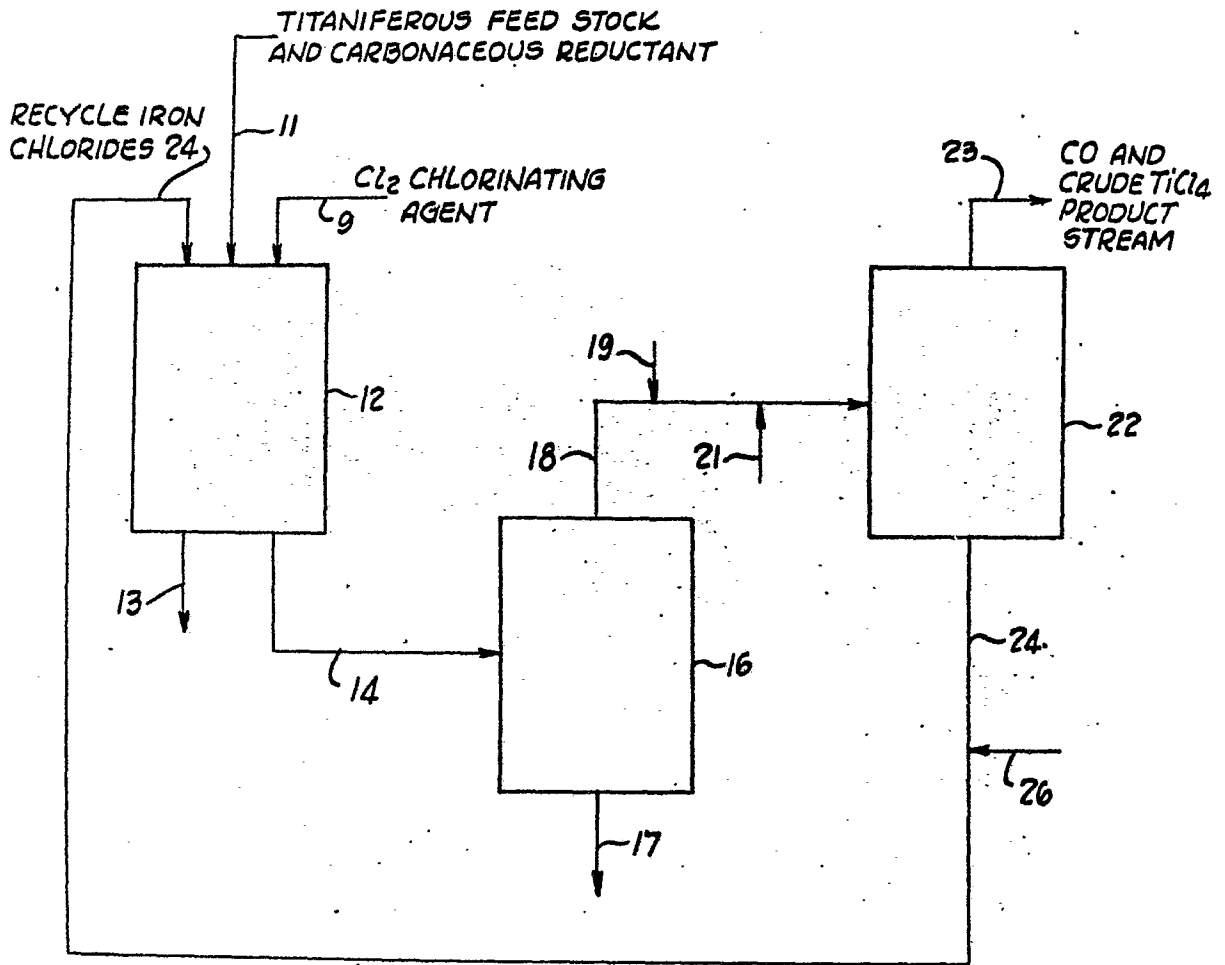 TITANIFEROUS FEED STOCK
AND CARBONACEOUS REDUCTANT
RECYCLE IRON
CHLORIDES 24
11
Cl2 CHLORINATING
AGENT
9
23
CO AND
CRUDE TiCl4
PRODUCT
STREAM
12
19
18
21
22
13
14
16
24
26
17